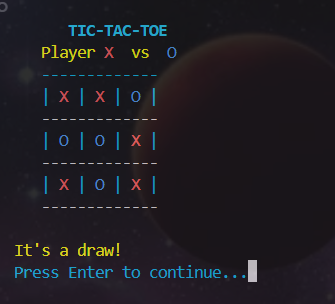 TIC-TAC-TOE
Player X vs O
-------------
| X | X | O |
-------------
| O | O | X |
-------------
| X | O | X |
-------------
It's a draw!
Press Enter to continue...